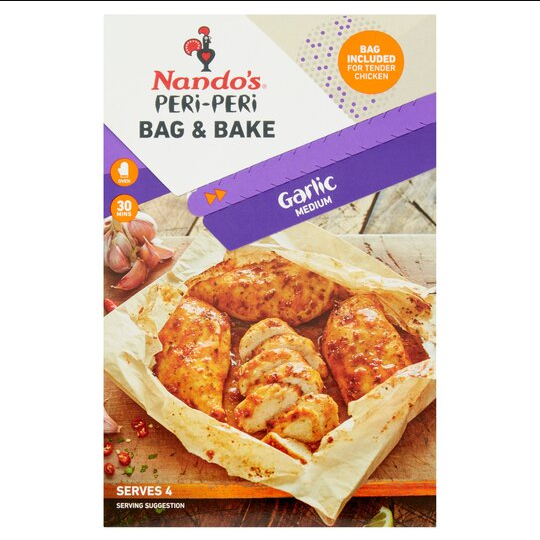 Nando's®
PERi-PERi
BAG & BAKE
BAG
INCLUDED
FOR TENDER
CHICKEN
OVEN
30
MINS
Garlic
MEDIUM
SERVES 4
SERVING SUGGESTION